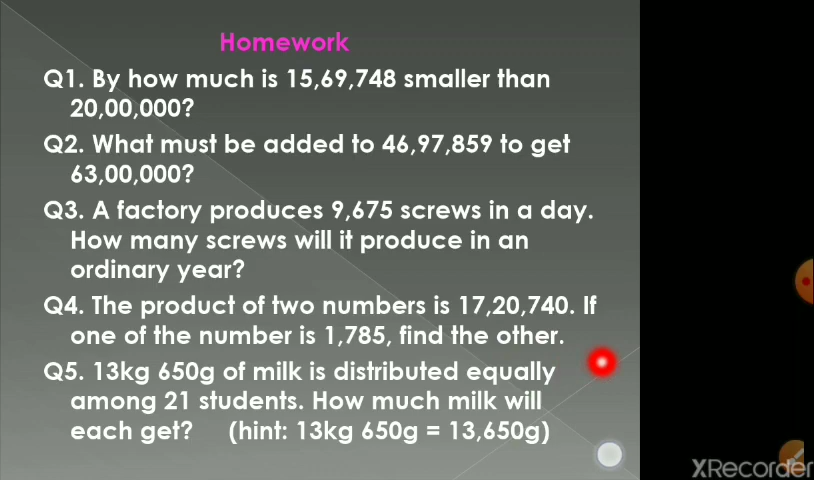 Homework
Q1. By how much is 15,69,748 smaller than
20,00,000?
Q2. What must be added to 46,97,859 to get
63,00,000?
Q3. A factory produces 9,675 screws in a day.
How many screws will it produce in an
ordinary year?
Q4. The product of two numbers is 17,20,740. If
one of the number is 1,785, find the other.
Q5. 13kg 650g of milk is distributed equally
among 21 students. How much milk will
each get? (hint: 13kg 650g = 13,650g)
XRecorder